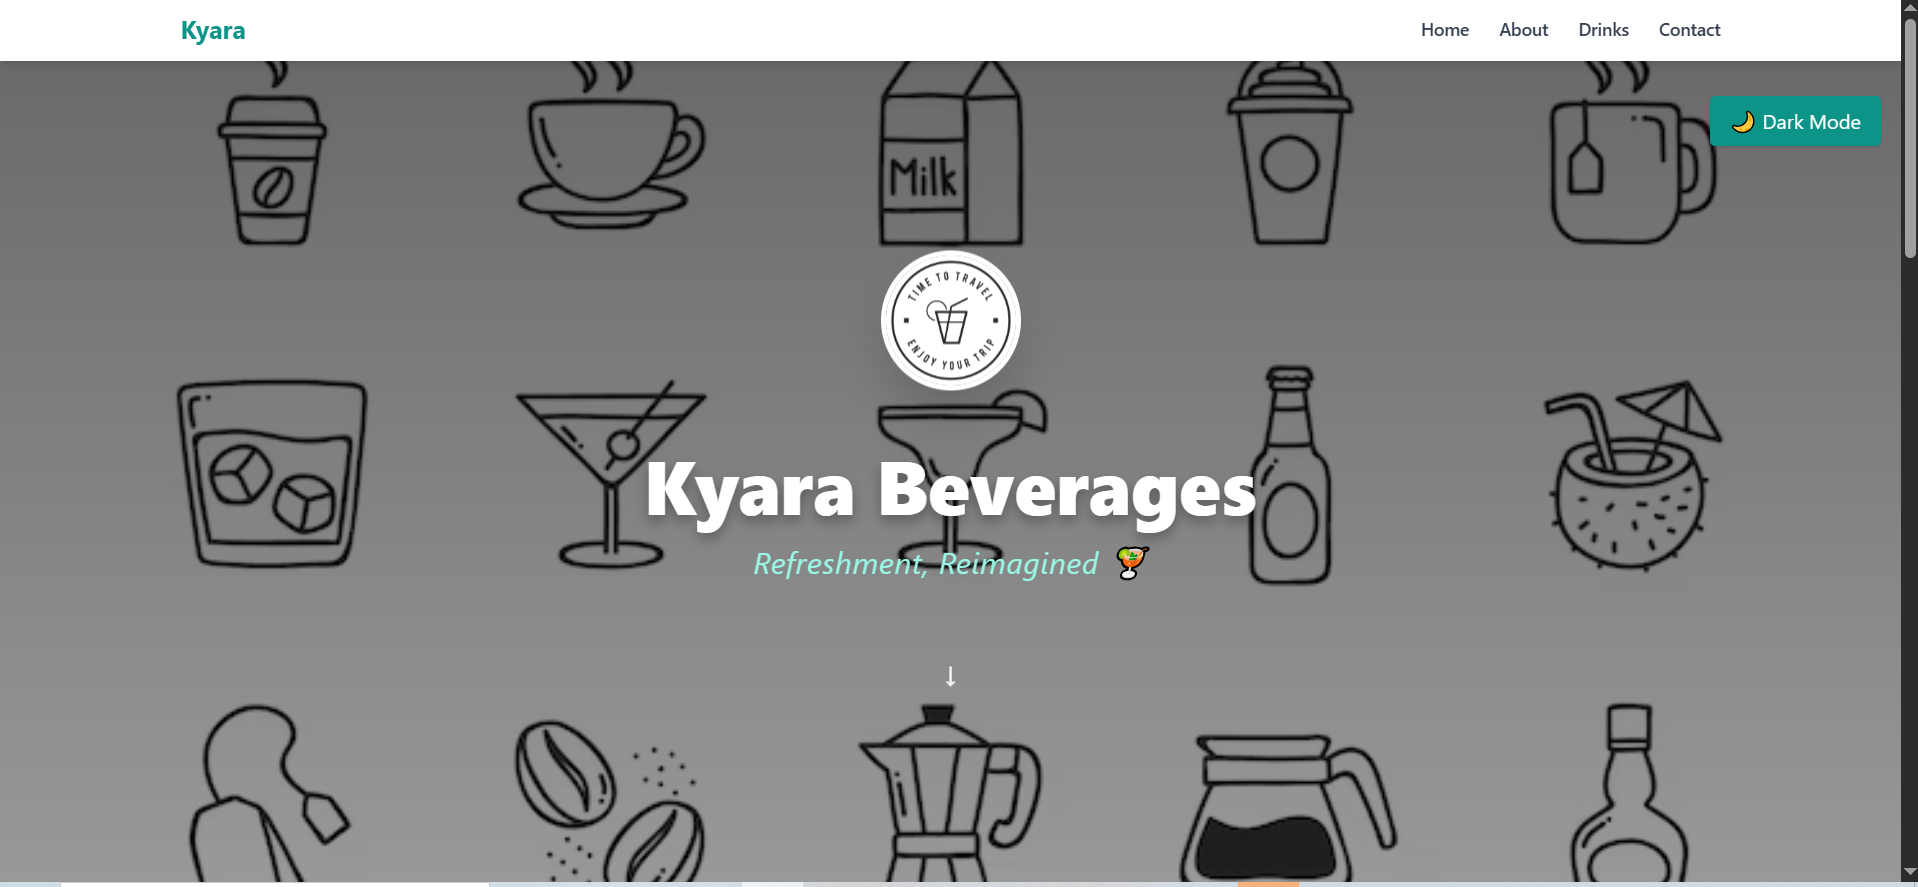 Kyara
Home About Drinks Contact
🌙 Dark Mode
Milk
TIME TO TRAVEL
ENJOY YOUR TRIP
Kyara Beverages
Refreshment, Reimagined 🍹
↓